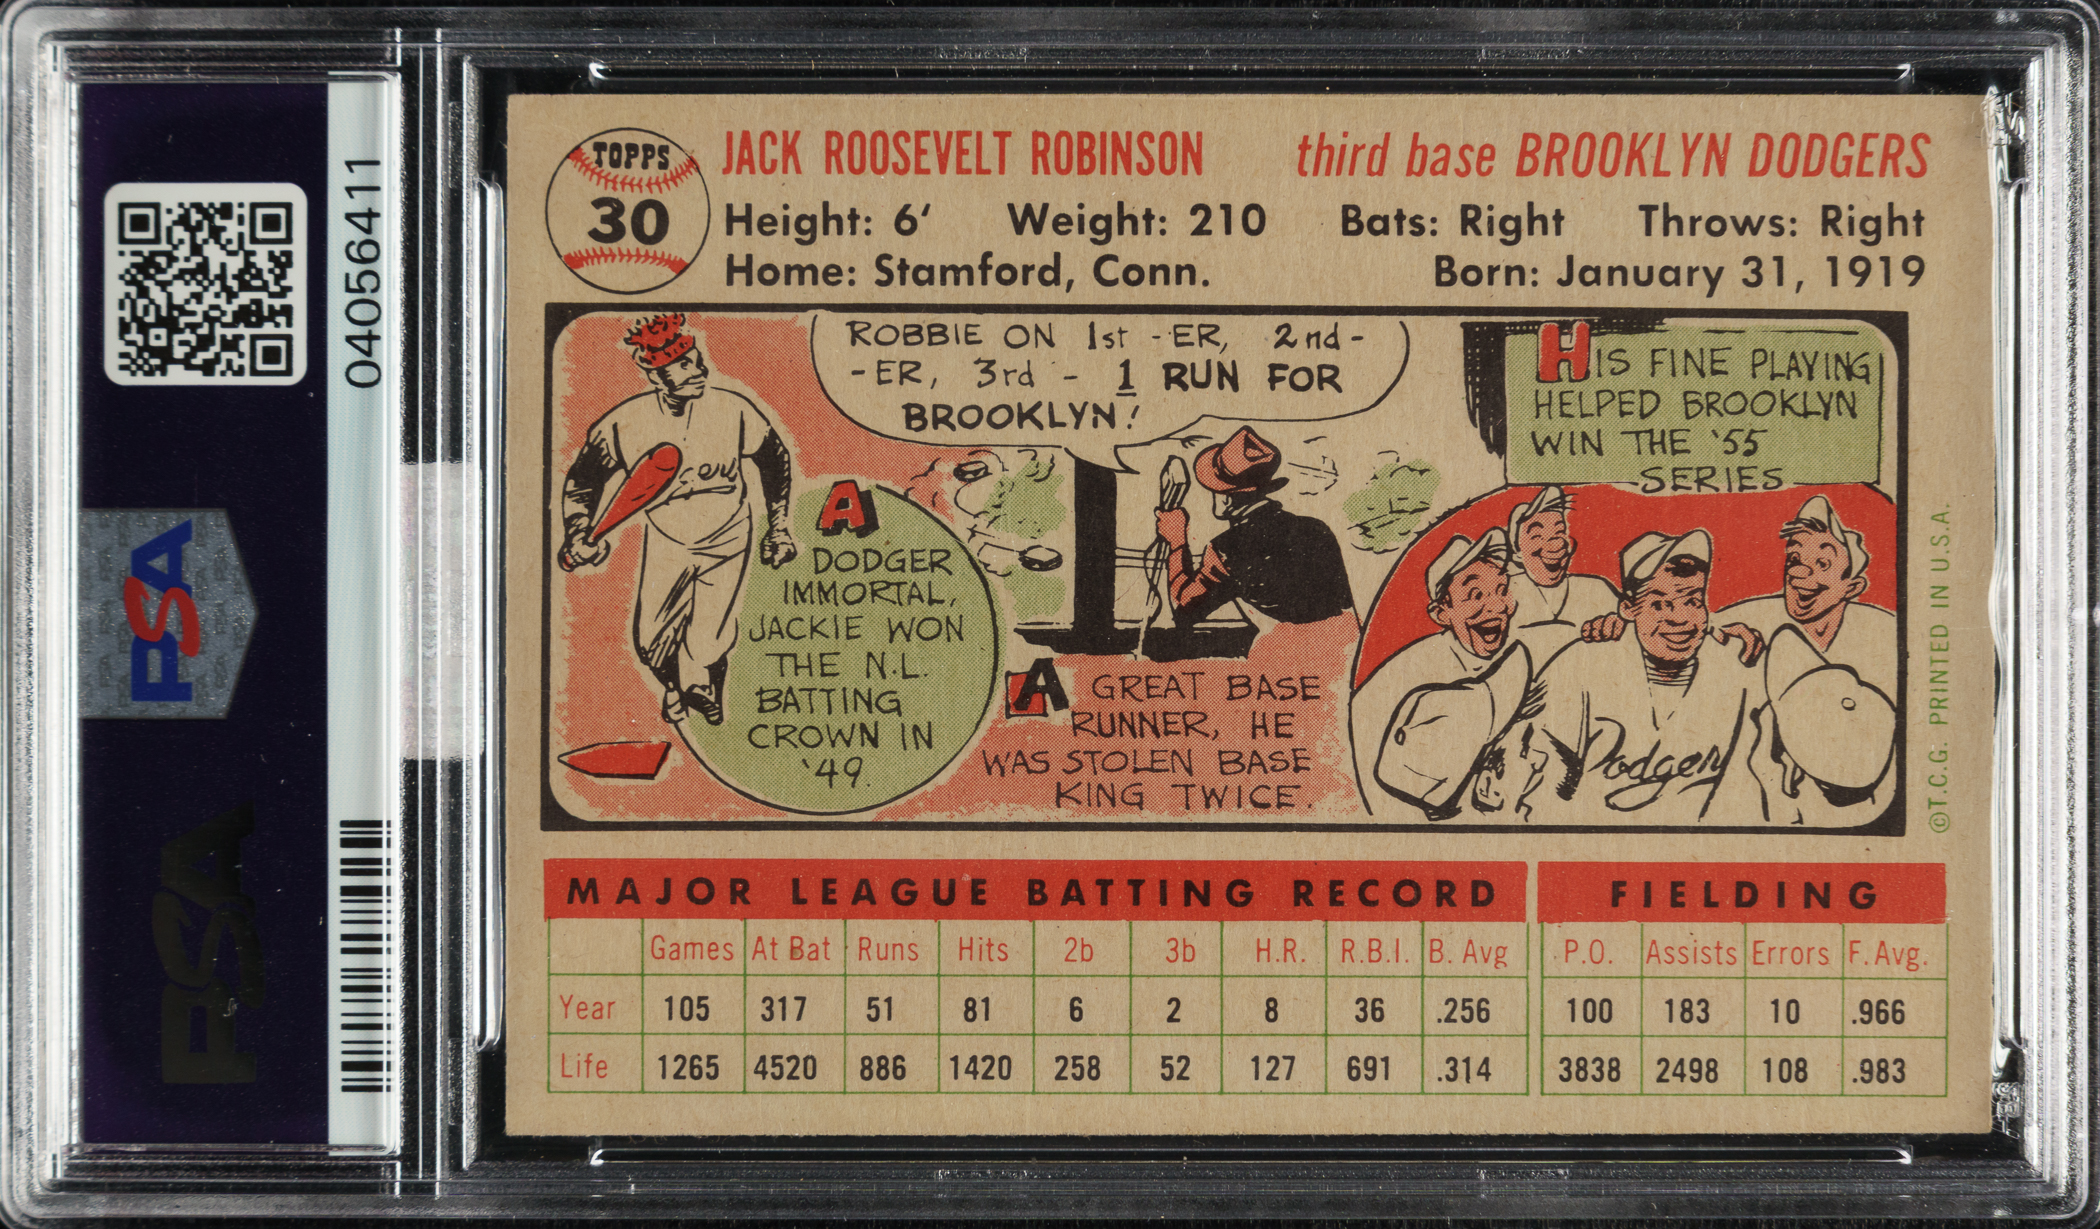 04056411
PSA
PSA
TOPPS
30
JACK ROOSEVELT ROBINSON third base BROOKLYN DODGERS
Height: 6' Weight: 210 Bats: Right Throws: Right
Home: Stamford, Conn. Born: January 31, 1919
ROBBIE ON 1st -ER, 2nd-
-ER, 3rd - 1 RUN FOR
BROOKLYN!
A
DODGER
IMMORTAL,
JACKIE WON
THE N.L.
BATTING
CROWN IN
'49.
A GREAT BASE
RUNNER, HE
WAS STOLEN BASE
KING TWICE.
HIS FINE PLAYING
HELPED BROOKLYN
WIN THE '55
SERIES
Dodgers
©T.C.G. PRINTED IN U.S.A.
MAJOR LEAGUE BATTING RECORD FIELDING
Games At Bat Runs Hits 2b 3b H.R. R.B.I. B. Avg P.O. Assists Errors F. Avg.
Year 105 317 51 81 6 2 8 36 .256 100 183 10 .966
Life 1265 4520 886 1420 258 52 127 691 .314 3838 2498 108 .983